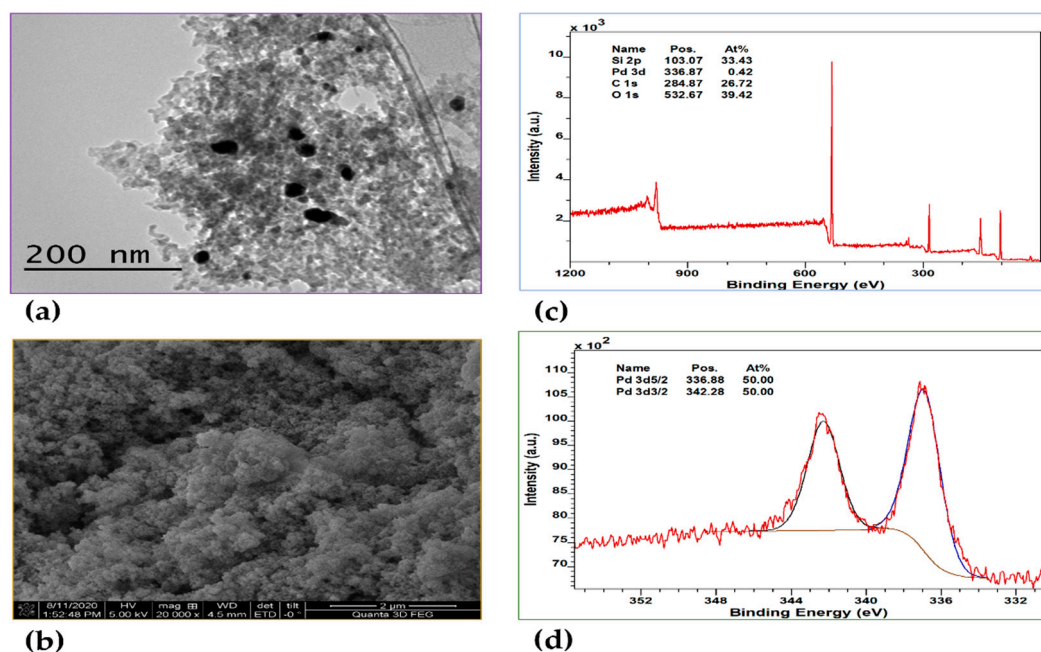 200 nm
(a)
x 10³
Name Pos. At%
Si 2p 103.07 33.43
Pd 3d 336.87 0.42
C 1s 284.87 26.72
O 1s 532.67 39.42
10
8
6
4
2
Intensity (a.u.)
1200 900 600 300
Binding Energy (eV)
(c)
8/11/2020 HV mag WD det tilt 2 µm
1:52:48 PM 5.00 kV 20 000 x 4.5 mm ETD -0 ° Quanta 3D FEG
(b)
x 10²
Name Pos. At%
Pd 3d5/2 336.88 50.00
Pd 3d3/2 342.28 50.00
110
105
100
95
90
85
80
75
70
Intensity (a.u.)
352 348 344 340 336 332
Binding Energy (eV)
(d)